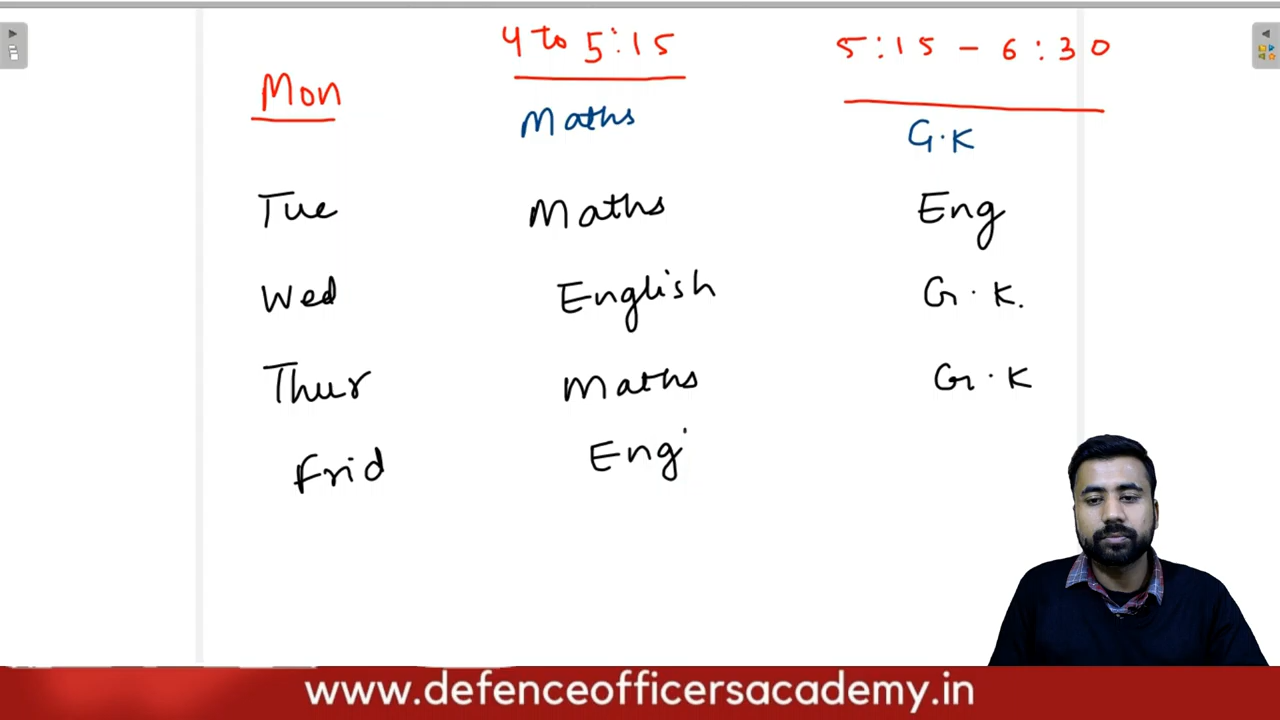 4 to 5:15 5:15 - 6:30
Mon Maths G.K
Tue Maths Eng
Wed English G.K.
Thur Maths G.K
Frid Eng
www.defenceofficersacademy.in